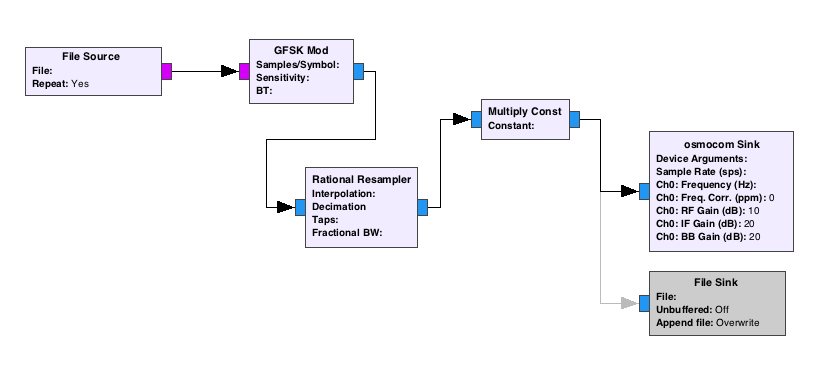 File Source
File:
Repeat: Yes
GFSK Mod
Samples/Symbol:
Sensitivity:
BT:
Rational Resampler
Interpolation:
Decimation
Taps:
Fractional BW:
Multiply Const
Constant:
osmocom Sink
Device Arguments:
Sample Rate (sps):
Ch0: Frequency (Hz):
Ch0: Freq. Corr. (ppm): 0
Ch0: RF Gain (dB): 10
Ch0: IF Gain (dB): 20
Ch0: BB Gain (dB): 20
File Sink
File:
Unbuffered: Off
Append file: Overwrite